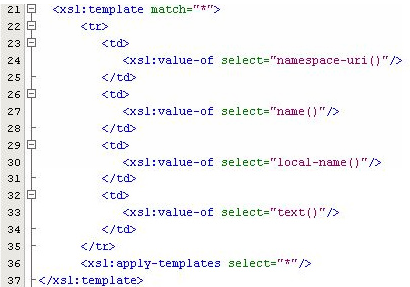 21 <xsl:template match="*">
22 <tr>
23 <td>
24 <xsl:value-of select="namespace-uri()"/>
25 </td>
26 <td>
27 <xsl:value-of select="name()"/>
28 </td>
29 <td>
30 <xsl:value-of select="local-name()"/>
31 </td>
32 <td>
33 <xsl:value-of select="text()"/>
34 </td>
35 </tr>
36 <xsl:apply-templates select="*"/>
37 </xsl:template>